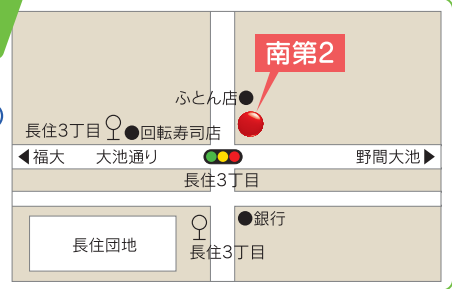 南第2
ふとん店
長住3丁目
回転寿司店
福大
大池通り
野間大池
長住3丁目
銀行
長住団地
長住3丁目